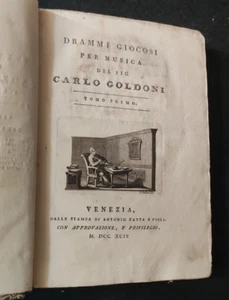 DRAMMI GIOCOSI
PER MUSICA
DEL SIG.
CARLO GOLDONI
TOMO PRIMO.
VENEZIA,
DALLE STAMPE DI ANTONIO ZATTA E FIGLI
CON APPROVAZIONE, E PRIVILEGIO.
M. DCC. XCIV.